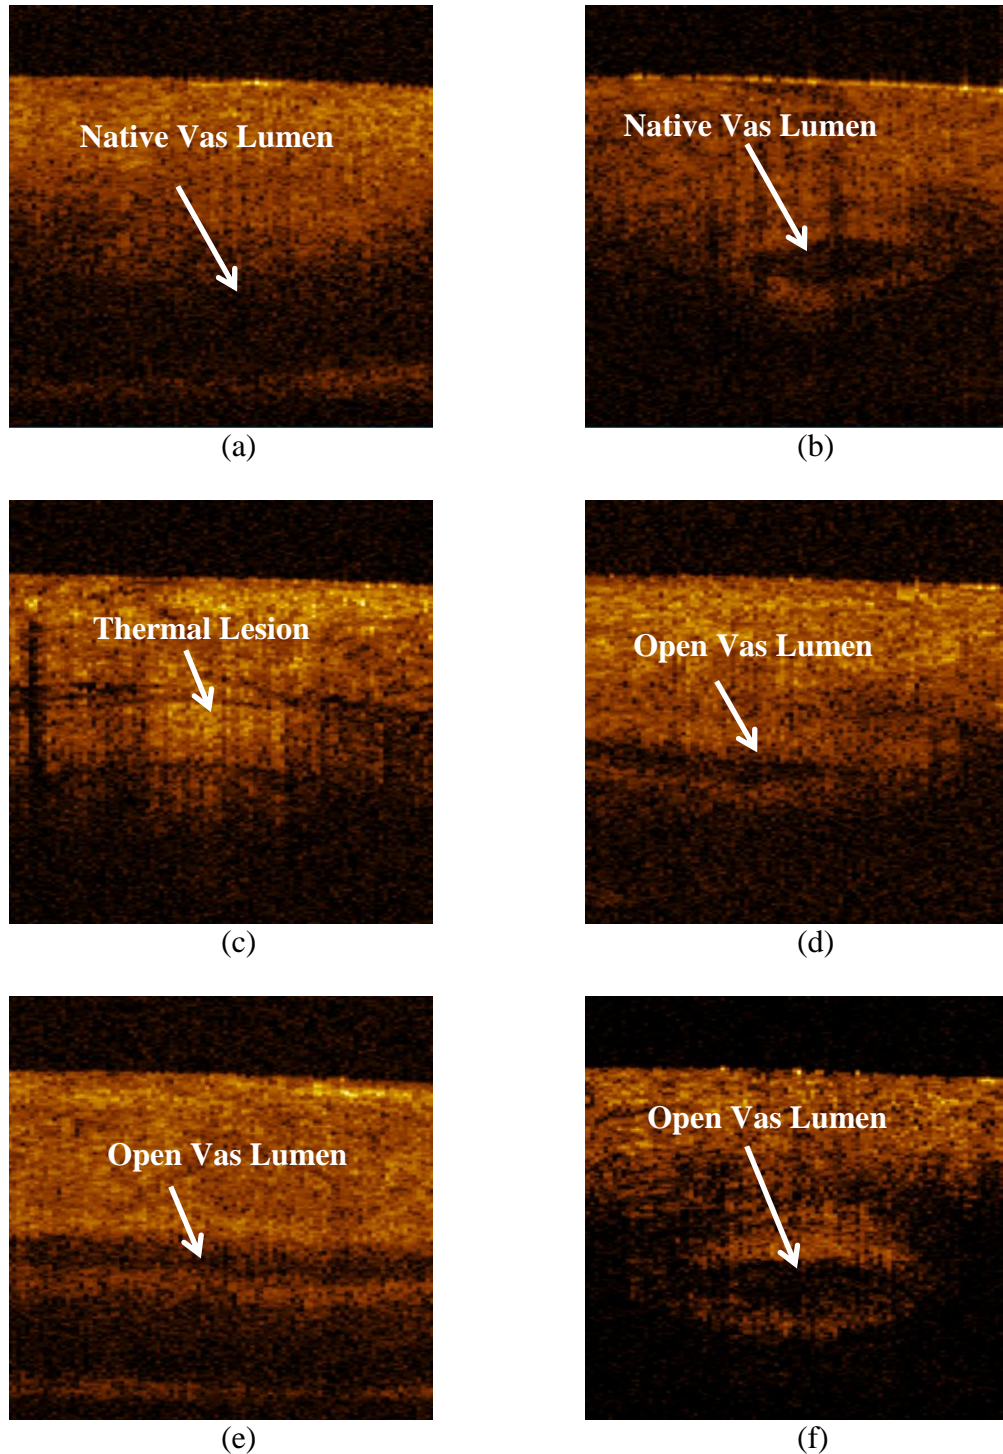 Native Vas Lumen
Native Vas Lumen
(a)
(b)
Thermal Lesion
Open Vas Lumen
(c)
(d)
Open Vas Lumen
Open Vas Lumen
(e)
(f)